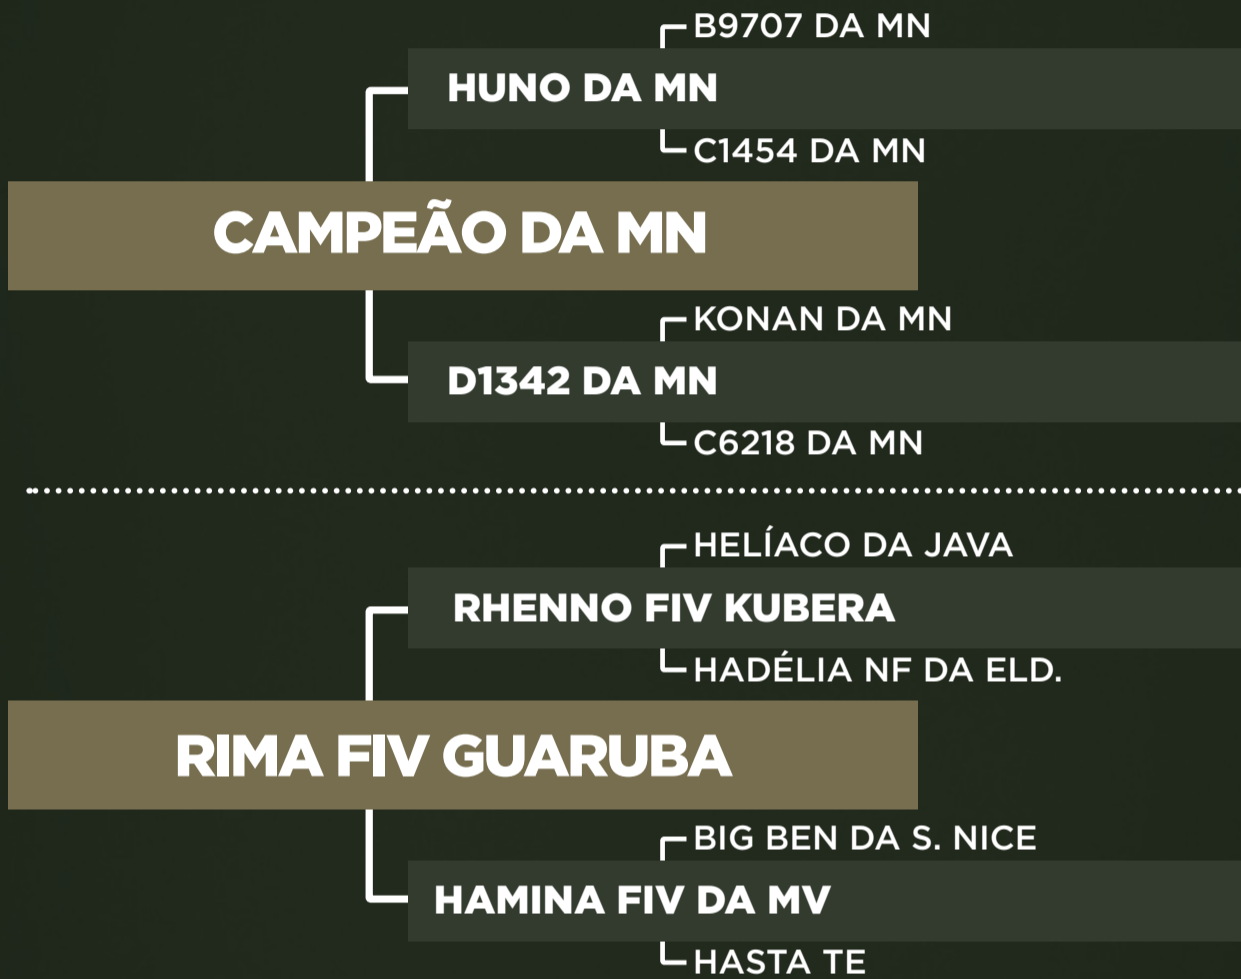 B9707 DA MN
HUNO DA MN
C1454 DA MN
CAMPEÃO DA MN
KONAN DA MN
D1342 DA MN
C6218 DA MN
HELÍACO DA JAVA
RHENNO FIV KUBERA
HADÉLIA NF DA ELD.
RIMA FIV GUARUBA
BIG BEN DA S. NICE
HAMINA FIV DA MV
HASTA TE